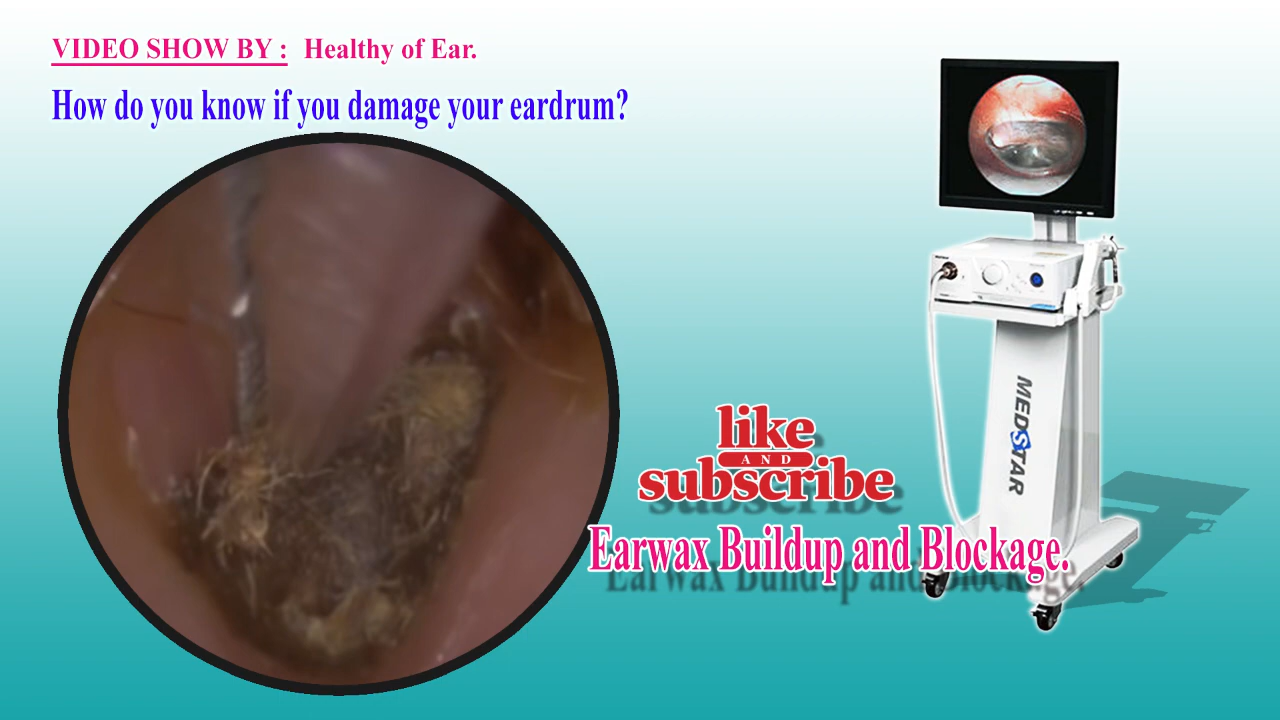 VIDEO SHOW BY : Healthy of Ear.
How do you know if you damage your eardrum?
like
AND
subscribe
Earwax Buildup and Blockage.
MEDSTAR